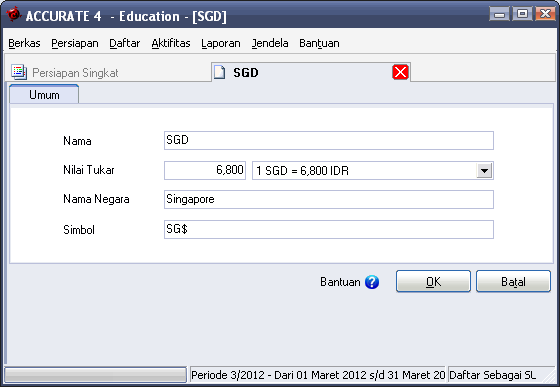 ACCURATE 4 - Education - [SGD]
Berkas Persiapan Daftar Aktifitas Laporan Jendela Bantuan
Persiapan Singkat SGD
Umum
Nama SGD
Nilai Tukar 6,800 1 SGD = 6,800 IDR
Nama Negara Singapore
Simbol SG$
Bantuan ? OK Batal
Periode 3/2012 - Dari 01 Maret 2012 s/d 31 Maret 20 Daftar Sebagai SU